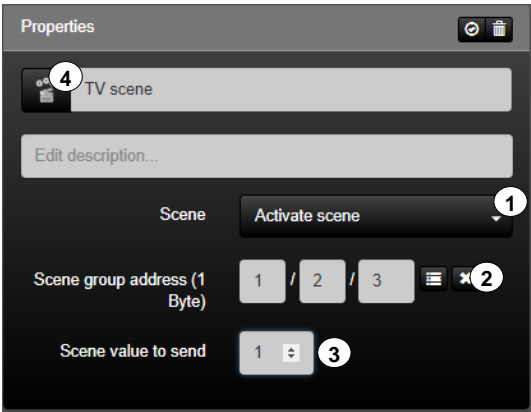 Properties
4 TV scene
Edit description...
Scene Activate scene 1
Scene group address (1 1 / 2 / 3 2
Byte)
Scene value to send 1 3